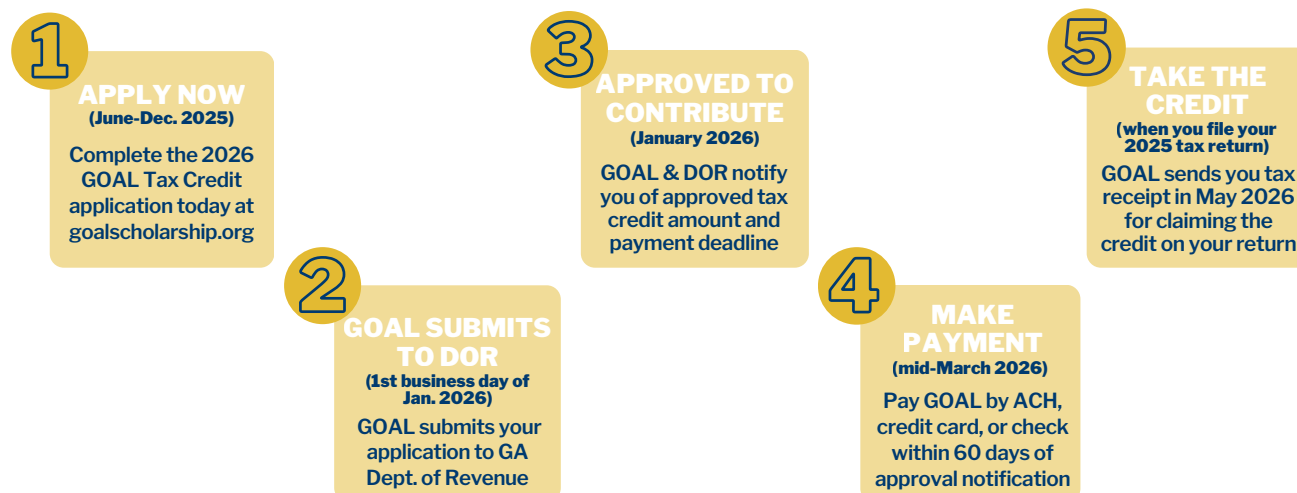 1
APPLY NOW
(June-Dec. 2025)
Complete the 2026
GOAL Tax Credit
application today at
goalscholarship.org
2
GOAL SUBMITS
TO DOR
(1st business day of
Jan. 2026)
GOAL submits your
application to GA
Dept. of Revenue
3
APPROVED TO
CONTRIBUTE
(January 2026)
GOAL & DOR notify
you of approved tax
credit amount and
payment deadline
4
MAKE
PAYMENT
(mid-March 2026)
Pay GOAL by ACH,
credit card, or check
within 60 days of
approval notification
5
TAKE THE
CREDIT
(when you file your
2025 tax return)
GOAL sends you tax
receipt in May 2026
for claiming the
credit on your return